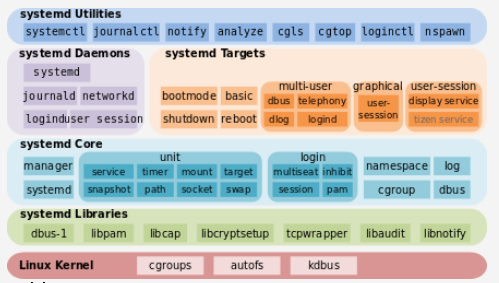 systemd Utilities
systemctl journalctl notify analyze cgls cgtop loginctl nspawn
systemd Daemons
systemd
journald networkd
loginduser session
systemd Targets
bootmode basic
shutdown reboot
multi-user
dbus telephony
dlog logind
graphical
user-
sesssion
user-session
display service
tizen service
systemd Core
manager
systemd
unit
service timer mount target
snapshot path socket swap
login
multiseat inhibit
session pam
namespace log
cgroup dbus
systemd Libraries
dbus-1 libpam libcap libcryptsetup tcpwrapper libaudit libnotify
Linux Kernel cgroups autofs kdbus